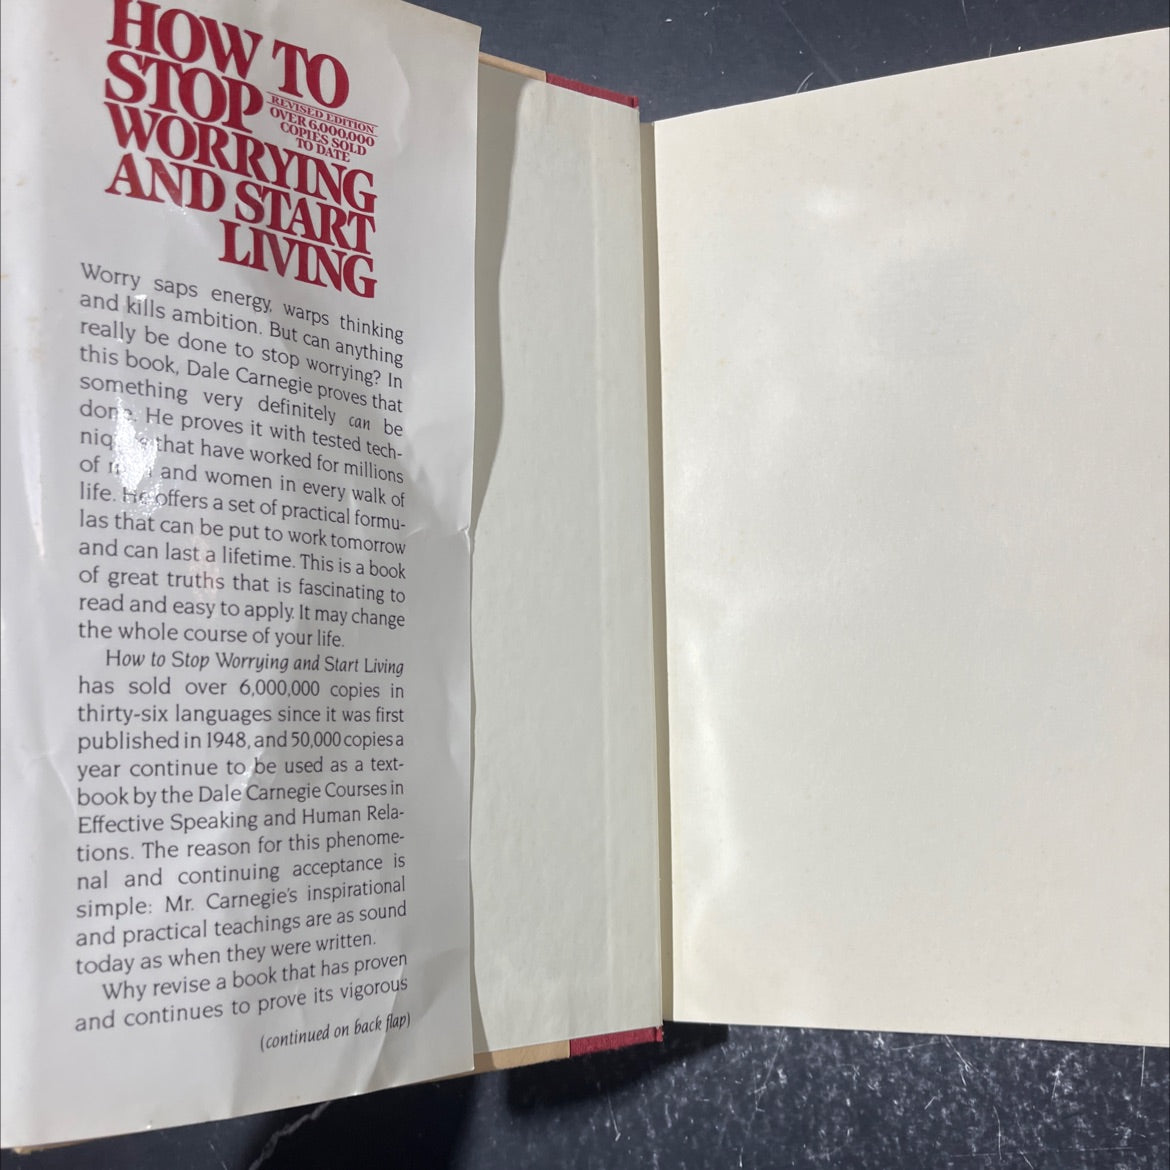 HOW TO
STOP
REVISED EDITION
OVER 6,000,000
COPIES SOLD
TO DATE
WORRYING
AND START
LIVING
Worry saps energy, warps thinking
and kills ambition. But can anything
really be done to stop worrying? In
this book, Dale Carnegie proves that
something very definitely can be
done. He proves it with tested tech-
niques that have worked for millions
of men and women in every walk of
life. He offers a set of practical formu-
las that can be put to work tomorrow
and can last a lifetime. This is a book
of great truths that is fascinating to
read and easy to apply. It may change
the whole course of your life.
How to Stop Worrying and Start Living
has sold over 6,000,000 copies in
thirty-six languages since it was first
published in 1948, and 50,000 copies a
year continue to be used as a text-
book by the Dale Carnegie Courses in
Effective Speaking and Human Rela-
tions. The reason for this phenome-
nal and continuing acceptance is
simple: Mr. Carnegie's inspirational
and practical teachings are as sound
today as when they were written.
Why revise a book that has proven
and continues to prove its vigorous
(continued on back flap)